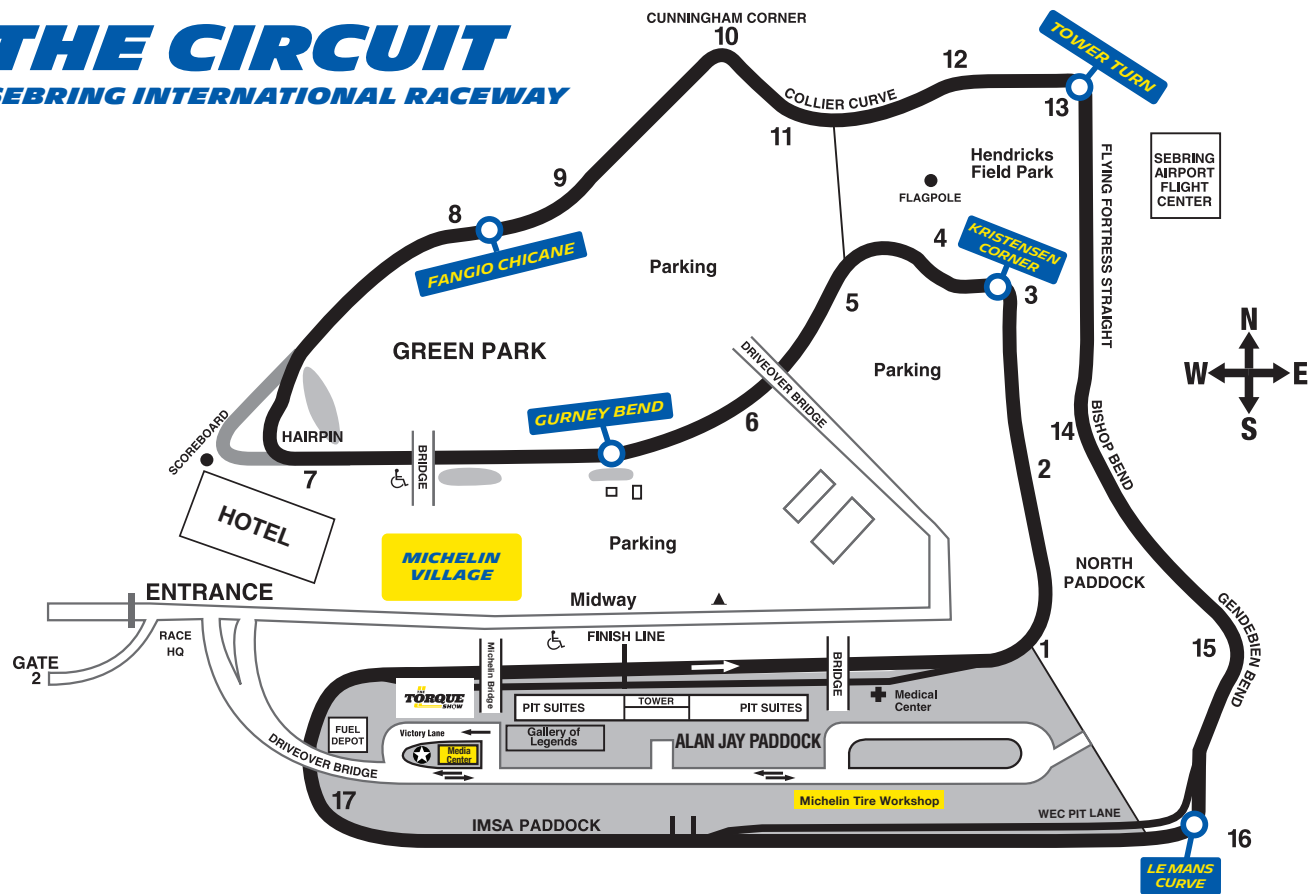 THE CIRCUIT
SEBRING INTERNATIONAL RACEWAY
CUNNINGHAM CORNER
10
12
TOWER TURN
13
COLLIER CURVE
11
Hendricks
Field Park
FLAGPOLE
FLYING FORTRESS STRAIGHT
SEBRING
AIRPORT
FLIGHT
CENTER
9
8
FANGIO CHICANE
Parking
4
KRISTENSEN
CORNER
3
5
N
W
E
S
GREEN PARK
DRIVEOVER BRIDGE
Parking
GURNEY BEND
6
SCOREBOARD
HAIRPIN
7
BRIDGE
14
BISHOP BEND
2
HOTEL
MICHELIN
VILLAGE
Parking
NORTH
PADDOCK
ENTRANCE
Midway
GENDEBIEN BEND
15
RACE
HQ
GATE
2
FINISH LINE
1
Michelin Bridge
BRIDGE
THE
TORQUE
SHOW
PIT SUITES
TOWER
PIT SUITES
Medical
Center
FUEL
DEPOT
Victory Lane
Gallery of
Legends
ALAN JAY PADDOCK
Media
Center
DRIVEOVER BRIDGE
17
Michelin Tire Workshop
IMSA PADDOCK
WEC PIT LANE
16
LE MANS
CURVE